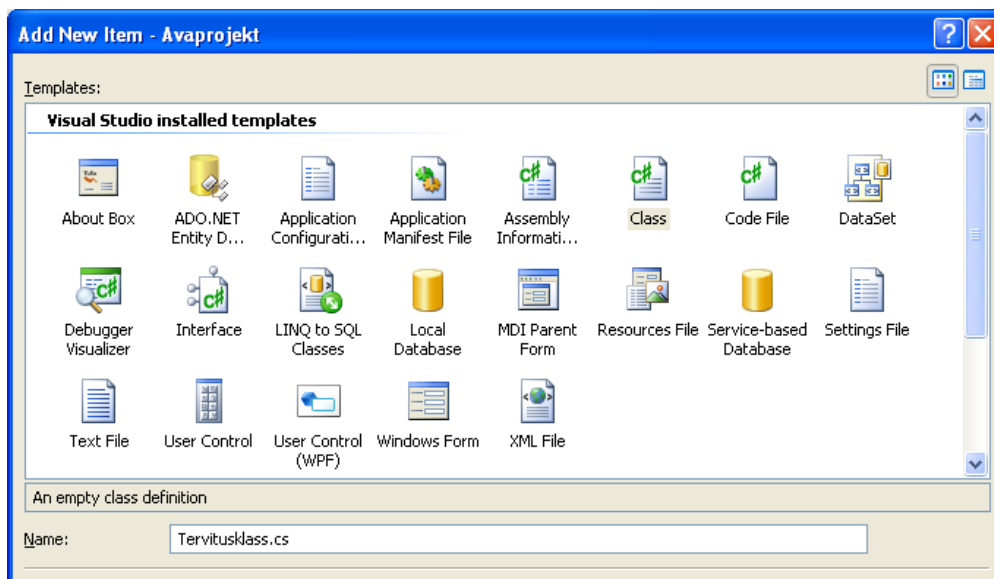 Add New Item - Avaprojekt
Templates:
Visual Studio installed templates
About Box
ADO.NET Entity D...
Application Configurati...
Application Manifest File
Assembly Informati...
Class
Code File
DataSet
Debugger Visualizer
Interface
LINQ to SQL Classes
Local Database
MDI Parent Form
Resources File
Service-based Database
Settings File
Text File
User Control
User Control (WPF)
Windows Form
XML File
An empty class definition
Name:
Tervitusklass.cs